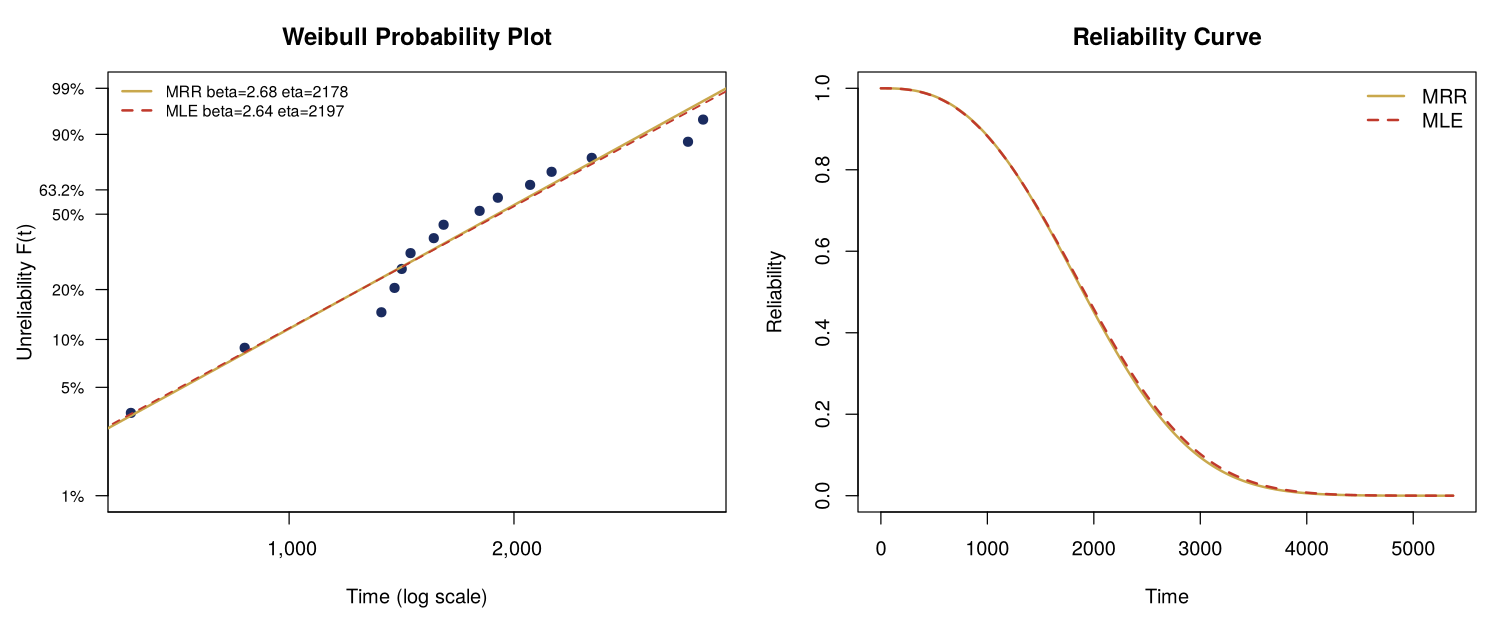 Weibull Probability Plot
MRR beta=2.68 eta=2178
MLE beta=2.64 eta=2197
99%
90%
63.2%
50%
20%
10%
5%
1%
Unreliability F(t)
1,000
2,000
Time (log scale)
Reliability Curve
MRR
MLE
1.0
0.8
0.6
0.4
0.2
0.0
Reliability
0
1000
2000
3000
4000
5000
Time